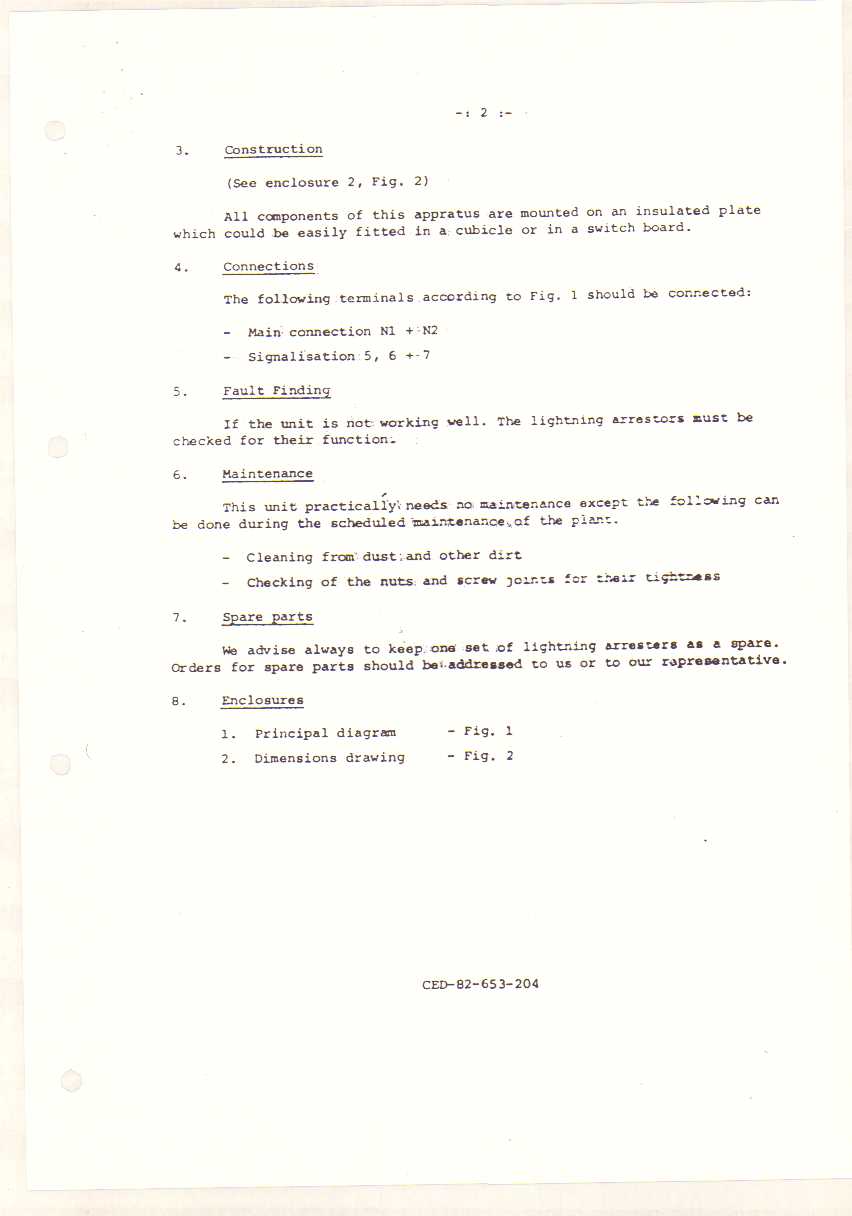 -: 2 :-
3. Construction
(See enclosure 2, Fig. 2)
All components of this appratus are mounted on an insulated plate
which could be easily fitted in a cubicle or in a switch board.
4. Connections
The following terminals according to Fig. 1 should be connected:
- Main connection N1 + N2
- Signalisation 5, 6 + 7
5. Fault Finding
If the unit is not working well. The lightning arrestors must be
checked for their function.
6. Maintenance
This unit practically needs no maintenance except the following can
be done during the scheduled maintenance of the plant.
- Cleaning from dust and other dirt
- Checking of the nuts and screw joints for their tightness
7. Spare parts
We advise always to keep one set of lightning arresters as a spare.
Orders for spare parts should be addressed to us or to our rapresentative.
8. Enclosures
1. Principal diagram - Fig. 1
2. Dimensions drawing - Fig. 2
CED-82-653-204